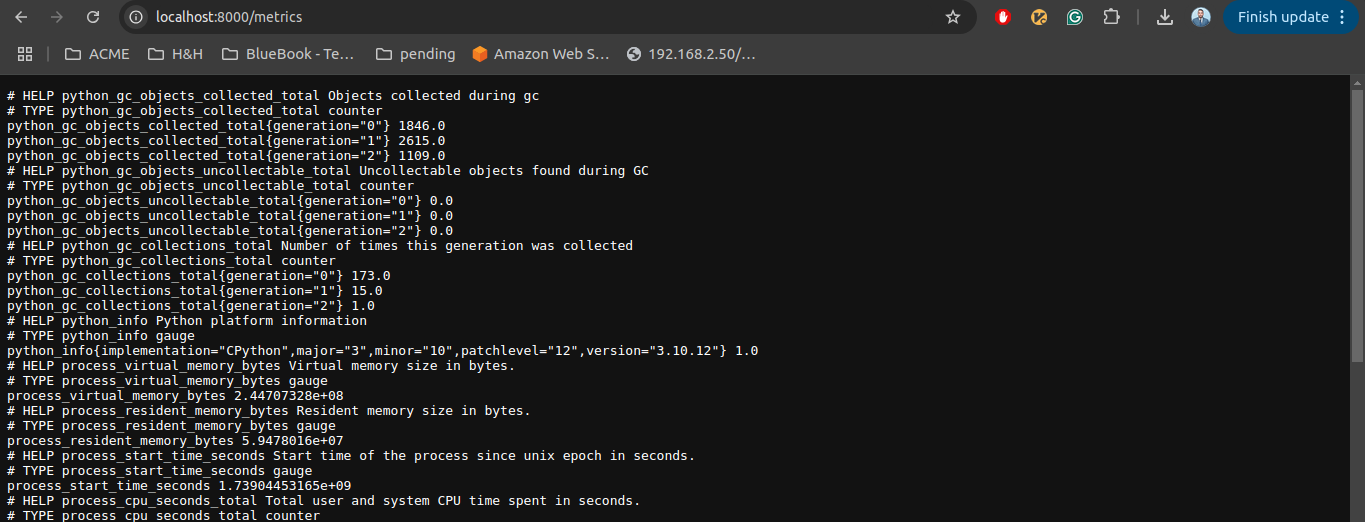 localhost:8000/metrics
Finish update
ACME
H&H
BlueBook - Te...
pending
Amazon Web S...
192.168.2.50/...
# HELP python_gc_objects_collected_total Objects collected during gc
# TYPE python_gc_objects_collected_total counter
python_gc_objects_collected_total{generation="0"} 1846.0
python_gc_objects_collected_total{generation="1"} 2615.0
python_gc_objects_collected_total{generation="2"} 1109.0
# HELP python_gc_objects_uncollectable_total Uncollectable objects found during GC
# TYPE python_gc_objects_uncollectable_total counter
python_gc_objects_uncollectable_total{generation="0"} 0.0
python_gc_objects_uncollectable_total{generation="1"} 0.0
python_gc_objects_uncollectable_total{generation="2"} 0.0
# HELP python_gc_collections_total Number of times this generation was collected
# TYPE python_gc_collections_total counter
python_gc_collections_total{generation="0"} 173.0
python_gc_collections_total{generation="1"} 15.0
python_gc_collections_total{generation="2"} 1.0
# HELP python_info Python platform information
# TYPE python_info gauge
python_info{implementation="CPython",major="3",minor="10",patchlevel="12",version="3.10.12"} 1.0
# HELP process_virtual_memory_bytes Virtual memory size in bytes.
# TYPE process_virtual_memory_bytes gauge
process_virtual_memory_bytes 2.44707328e+08
# HELP process_resident_memory_bytes Resident memory size in bytes.
# TYPE process_resident_memory_bytes gauge
process_resident_memory_bytes 5.9478016e+07
# HELP process_start_time_seconds Start time of the process since unix epoch in seconds.
# TYPE process_start_time_seconds gauge
process_start_time_seconds 1.73904453165e+09
# HELP process_cpu_seconds_total Total user and system CPU time spent in seconds.
# TYPE process_cpu_seconds_total counter